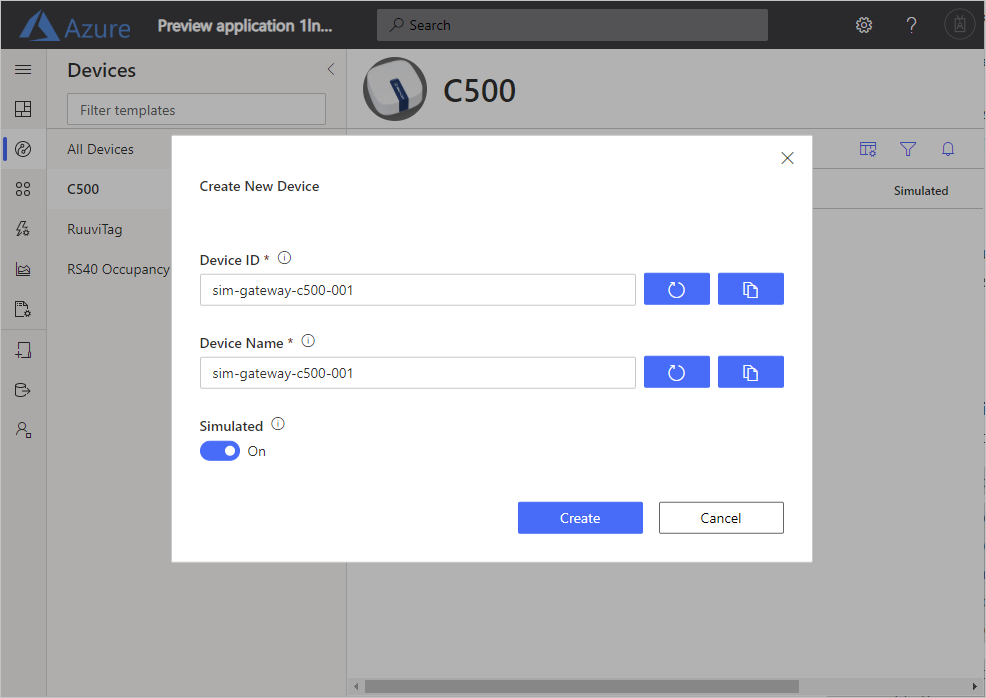 Azure
Preview application 1In...
Search
?
Devices
Filter templates
C500
All Devices
C500
RuuviTag
RS40 Occupancy
Simulated
Create New Device
Device ID *
sim-gateway-c500-001
Device Name *
sim-gateway-c500-001
Simulated
On
Create
Cancel